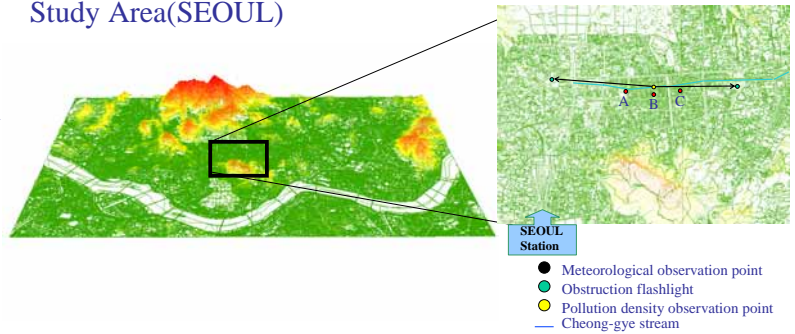 Study Area(SEOUL)
A
B
C
SEOUL
Station
Meteorological observation point
Obstruction flashlight
Pollution density observation point
Cheong-gye stream